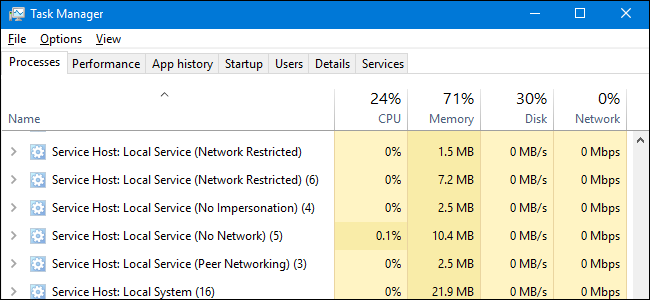 Task Manager
File Options View
Processes Performance App history Startup Users Details Services
24% 71% 30% 0%
Name CPU Memory Disk Network
Service Host: Local Service (Network Restricted) 0% 1.5 MB 0 MB/s 0 Mbps
Service Host: Local Service (Network Restricted) (6) 0% 7.2 MB 0 MB/s 0 Mbps
Service Host: Local Service (No Impersonation) (4) 0% 2.5 MB 0 MB/s 0 Mbps
Service Host: Local Service (No Network) (5) 0.1% 10.4 MB 0 MB/s 0 Mbps
Service Host: Local Service (Peer Networking) (3) 0% 2.5 MB 0 MB/s 0 Mbps
Service Host: Local System (16) 0% 21.9 MB 0 MB/s 0 Mbps